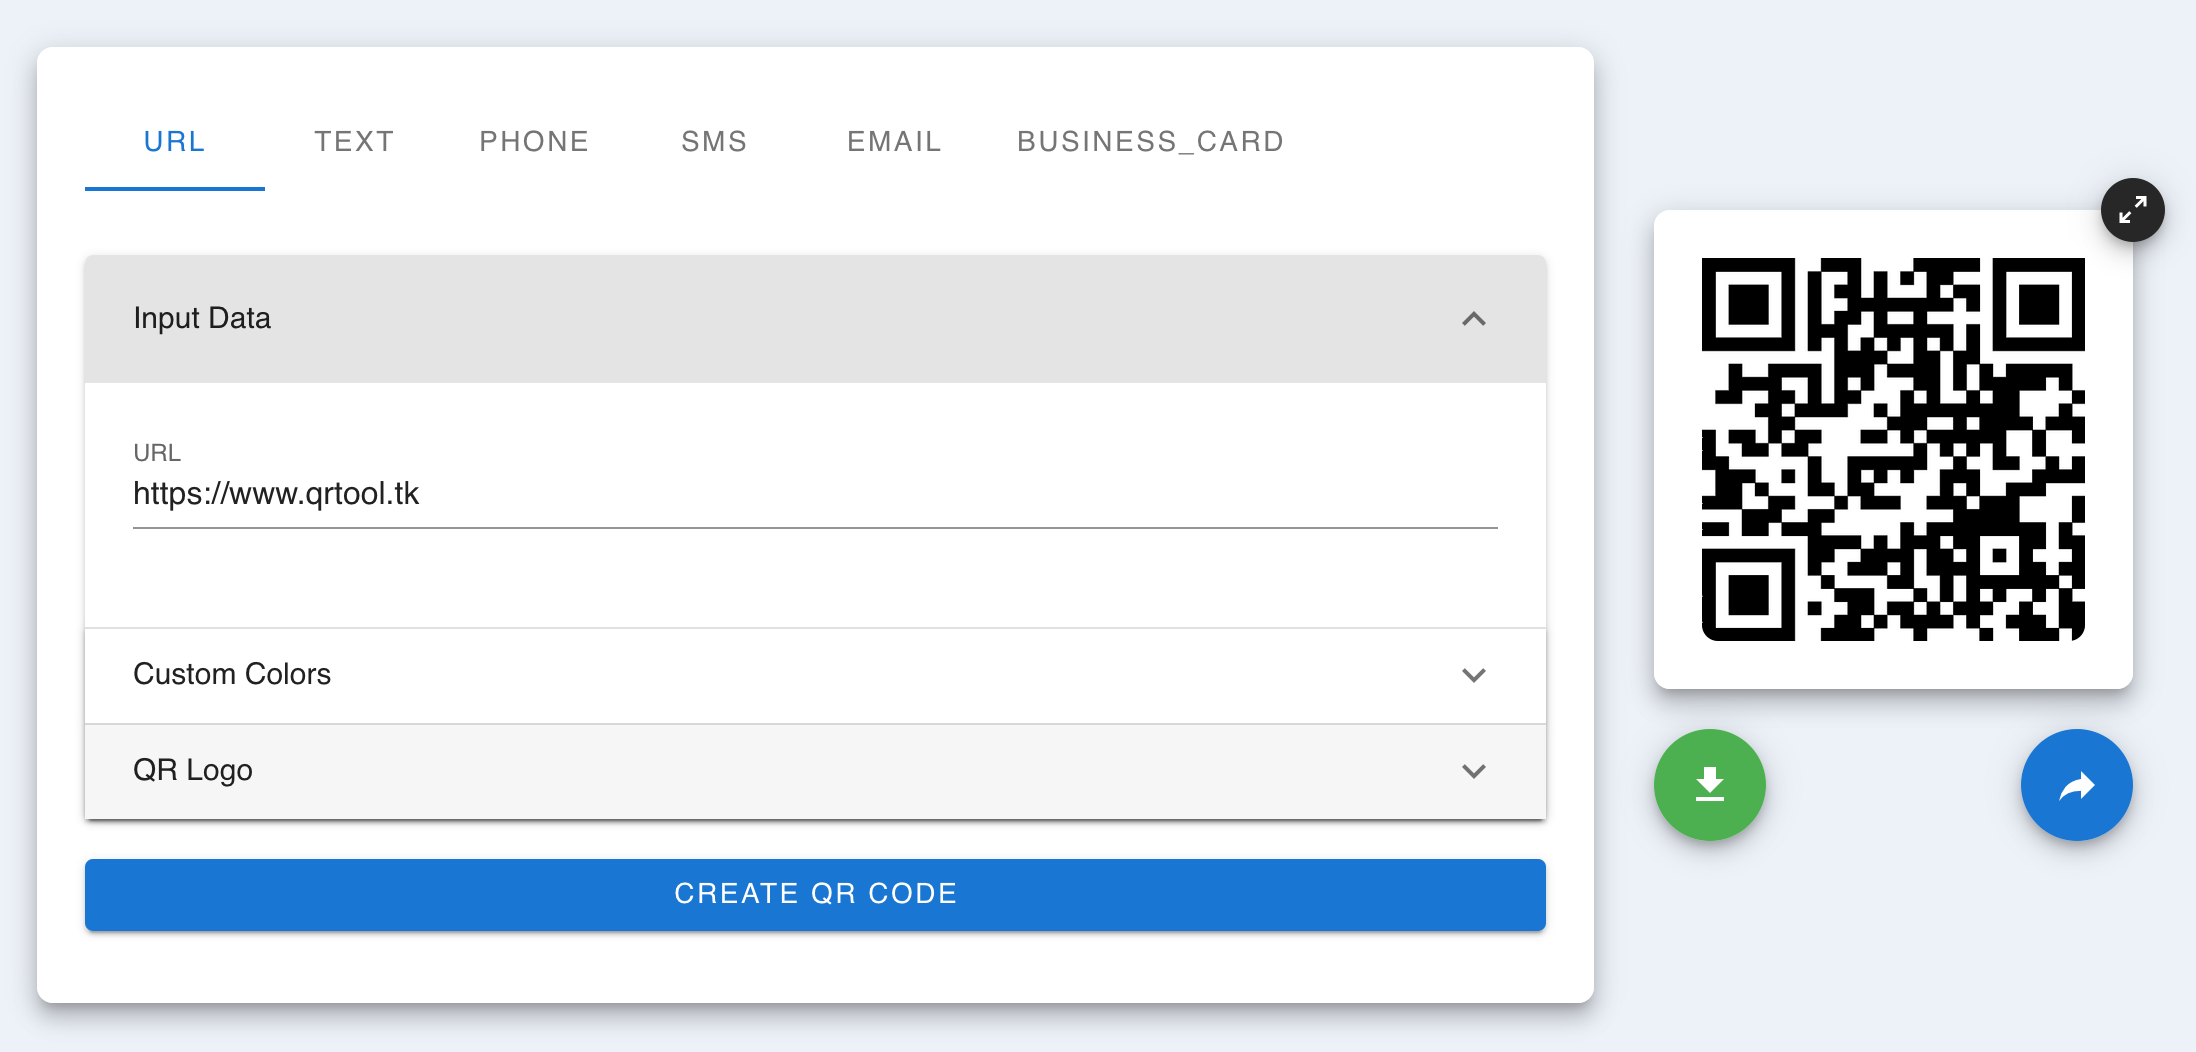 URL TEXT PHONE SMS EMAIL BUSINESS_CARD
Input Data
URL
https://www.qrtool.tk
Custom Colors
QR Logo
CREATE QR CODE